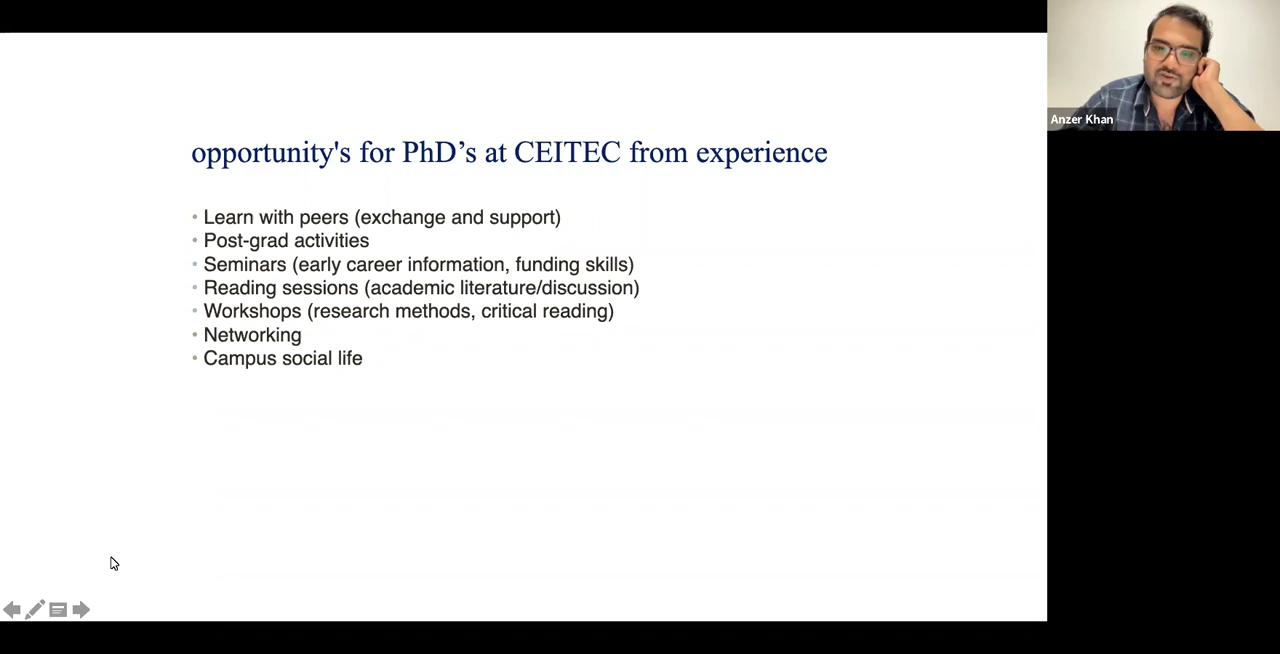 opportunity's for PhD’s at CEITEC from experience
• Learn with peers (exchange and support)
• Post-grad activities
• Seminars (early career information, funding skills)
• Reading sessions (academic literature/discussion)
• Workshops (research methods, critical reading)
• Networking
• Campus social life
Anzer Khan